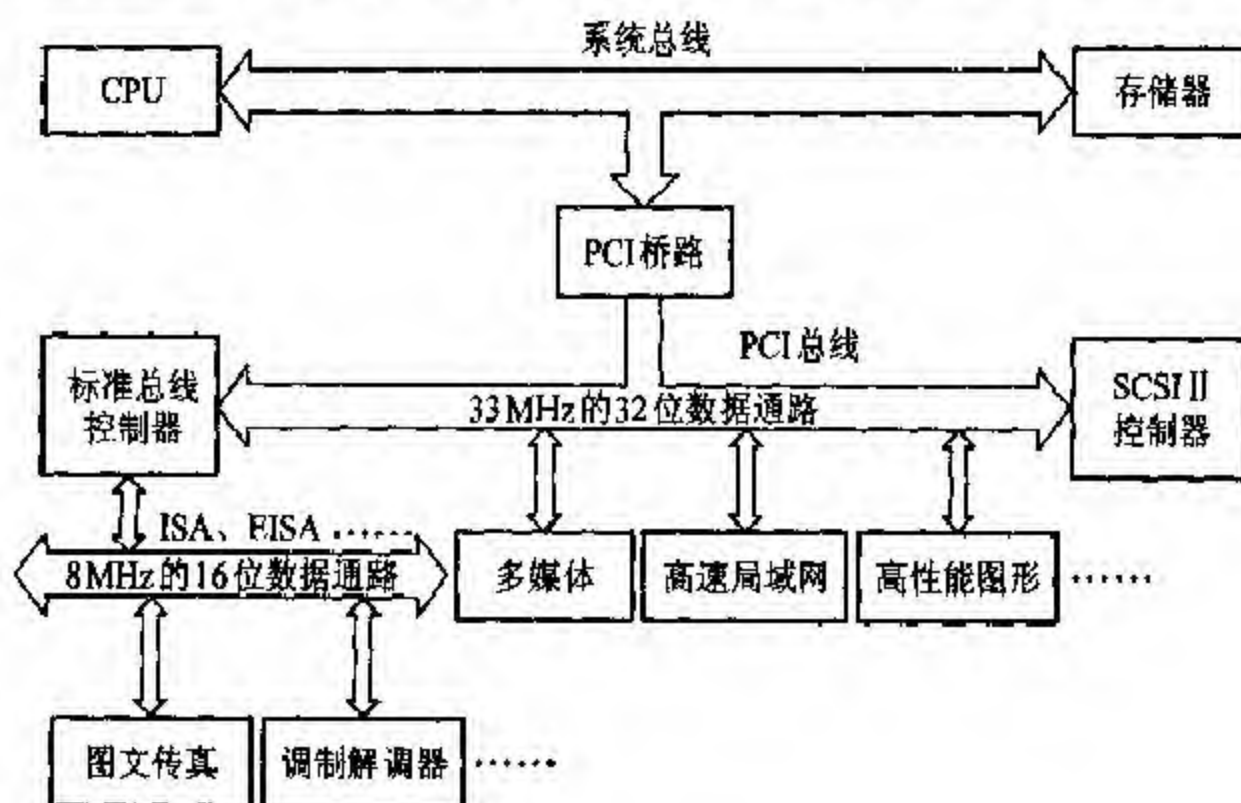 系统总线
CPU
存储器
PCI桥路
PCI总线
标准总线
控制器
33MHz的32位数据通路
SCSI II
控制器
ISA、EISA ……
8MHz的16位数据通路
多媒体
高速局域网
高性能图形
……
图文传真
调制解调器
……